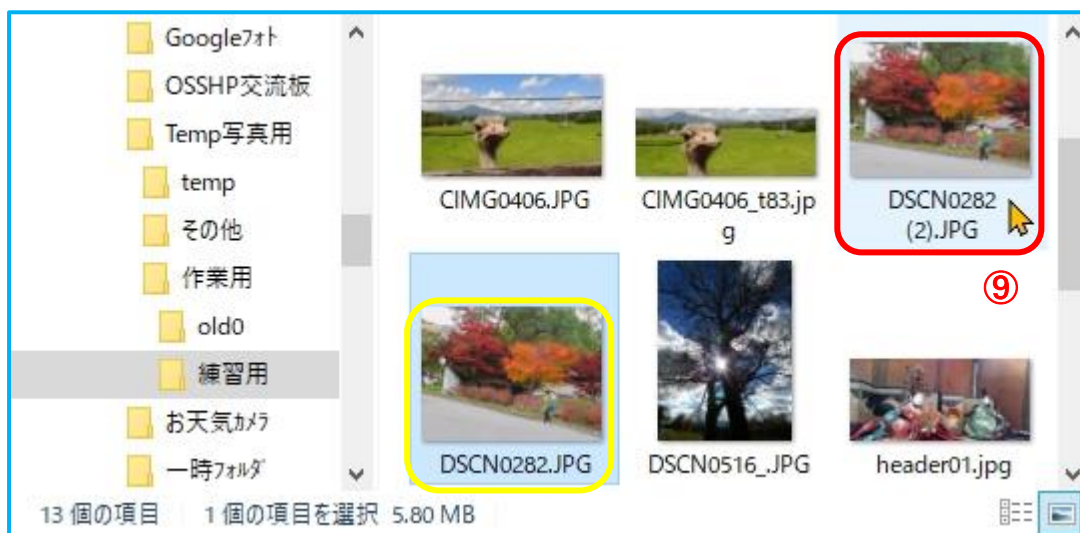 Googleﾌｫﾄ
OSSHP交流板
Temp写真用
temp
その他
作業用
old0
練習用
お天気ｶﾒﾗ
一時ﾌｫﾙﾀﾞ
CIMG0406.JPG
CIMG0406_t83.jp
g
DSCN0282
(2).JPG
⑨
DSCN0282.JPG
DSCN0516_.JPG
header01.jpg
13 個の項目
1 個の項目を選択 5.80 MB